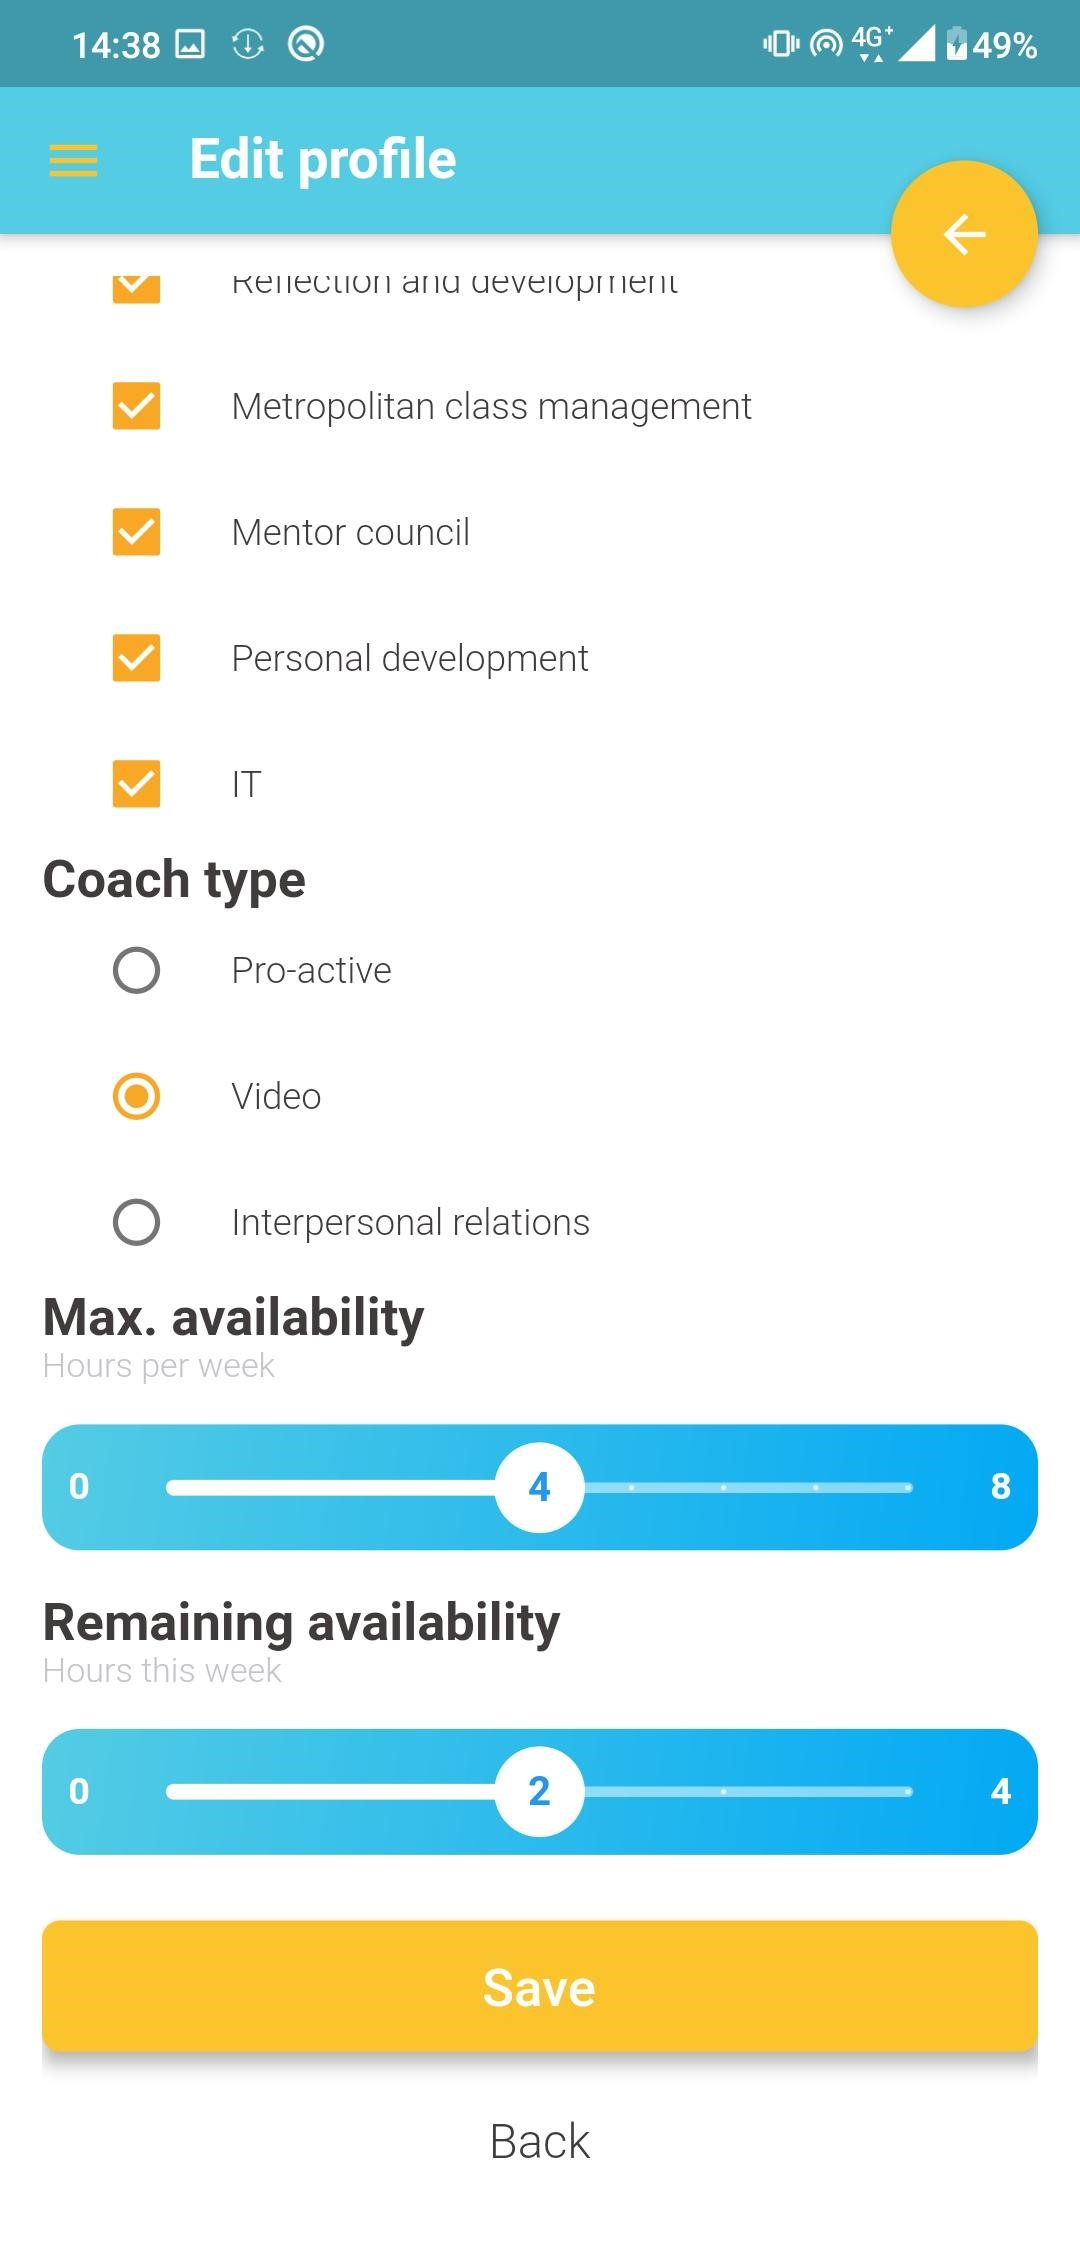 14:38 4G+ 49%
Edit profile
Reflection and development
Metropolitan class management
Mentor council
Personal development
IT
Coach type
Pro-active
Video
Interpersonal relations
Max. availability
Hours per week
0 4 8
Remaining availability
Hours this week
0 2 4
Save
Back